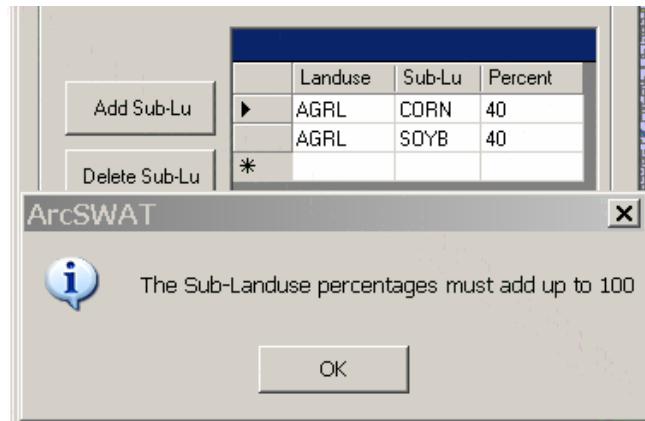 Landuse Sub-Lu Percent
Add Sub-Lu
AGRL CORN 40
AGRL SOYB 40
Delete Sub-Lu
ArcSWAT
The Sub-Landuse percentages must add up to 100
OK